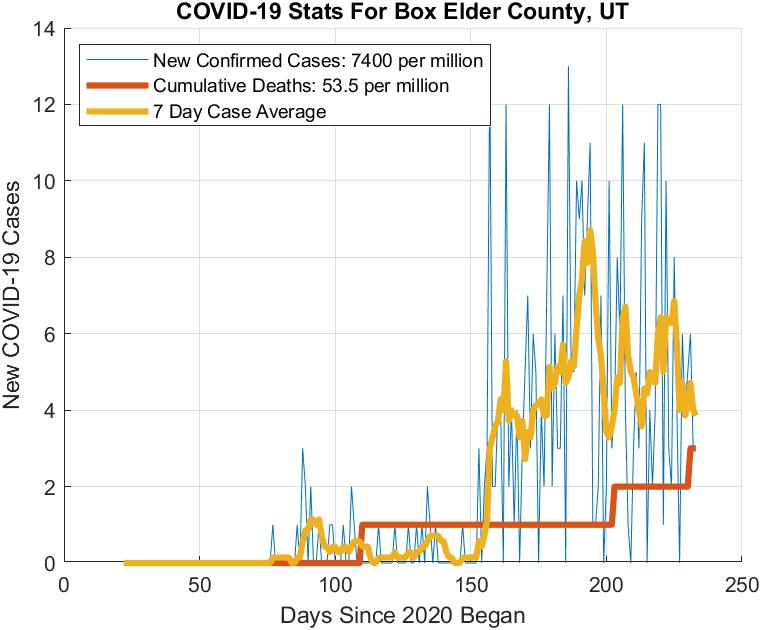 COVID-19 Stats For Box Elder County, UT
New Confirmed Cases: 7400 per million
Cumulative Deaths: 53.5 per million
7 Day Case Average
New COVID-19 Cases
14
12
10
8
6
4
2
0
0 50 100 150 200 250
Days Since 2020 Began